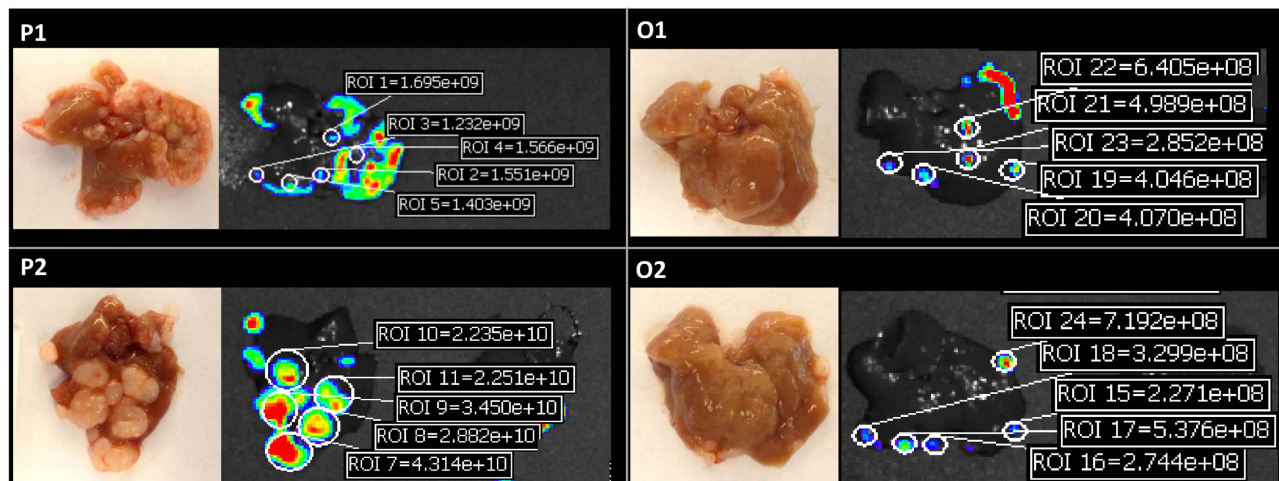 P1
ROI 1=1.695e+09
ROI 3=1.232e+09
ROI 4=1.566e+09
ROI 2=1.551e+09
ROI 5=1.403e+09
O1
ROI 22=6.405e+08
ROI 21=4.989e+08
ROI 23=2.852e+08
ROI 19=4.046e+08
ROI 20=4.070e+08
P2
ROI 10=2.235e+10
ROI 11=2.251e+10
ROI 9=3.450e+10
ROI 8=2.882e+10
ROI 7=4.314e+10
O2
ROI 24=7.192e+08
ROI 18=3.299e+08
ROI 15=2.271e+08
ROI 17=5.376e+08
ROI 16=2.744e+08